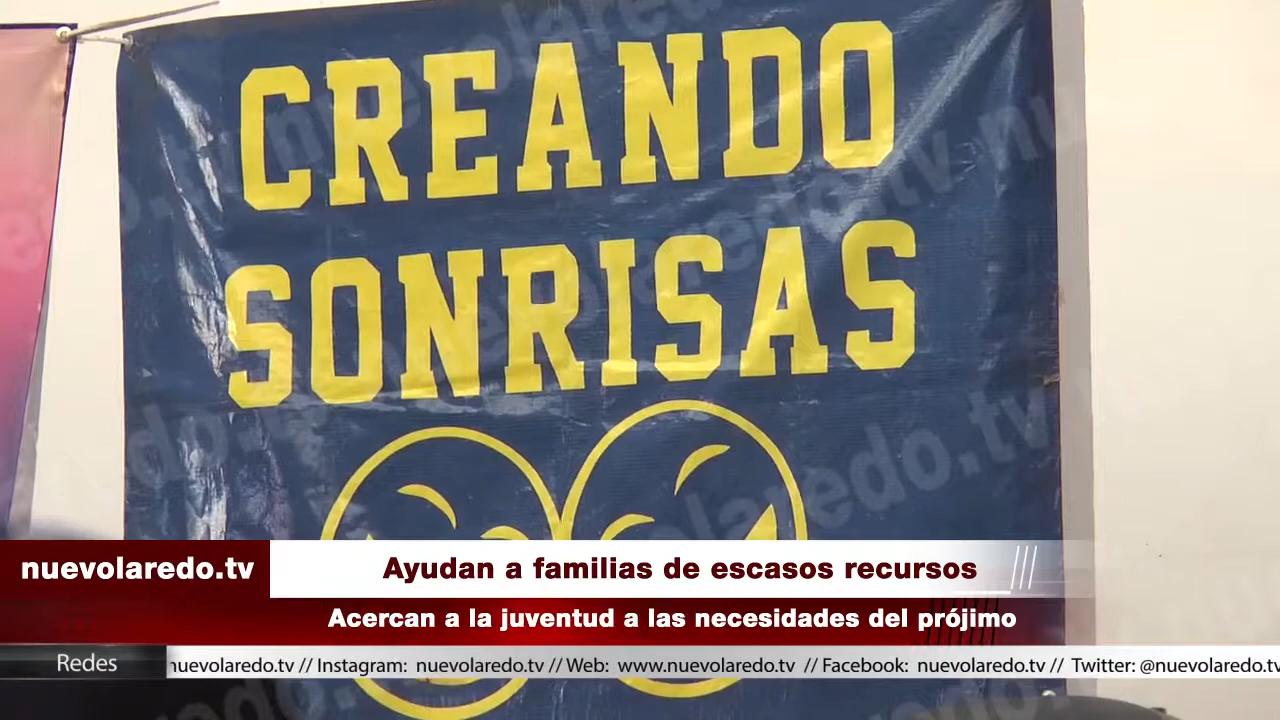 CREANDO
SONRISAS
nuevolaredo.tv
Ayudan a familias de escasos recursos
Acercan a la juventud a las necesidades del prójimo
Redes
nuevolaredo.tv // Instagram: nuevolaredo.tv // Web: www.nuevolaredo.tv // Facebook: nuevolaredo.tv // Twitter: @nuevolaredo.tv